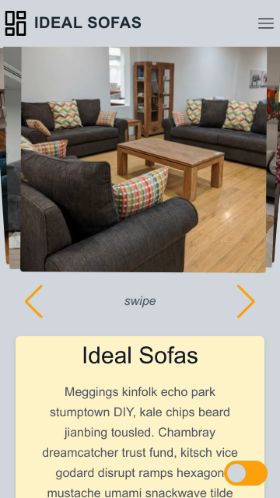 IDEAL SOFAS
swipe
Ideal Sofas
Meggings kinfolk echo park
stumptown DIY, kale chips beard
jianbing tousled. Chambray
dreamcatcher trust fund, kitsch vice
godard disrupt ramps hexagon
mustache umami snackwave tilde